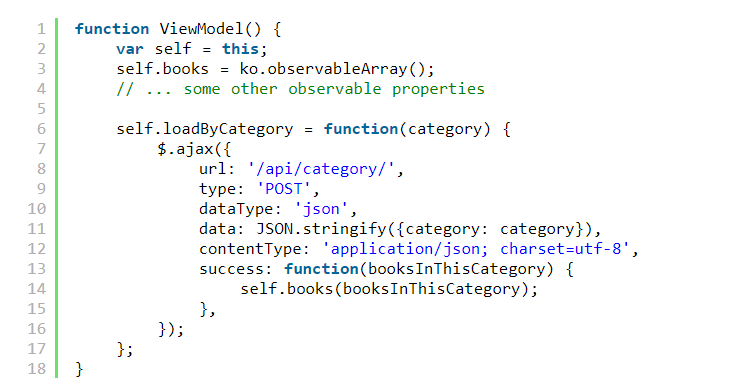 1 function ViewModel() {
2     var self = this;
3     self.books = ko.observableArray();
4     // ... some other observable properties
5
6     self.loadByCategory = function(category) {
7         $.ajax({
8             url: '/api/category/',
9             type: 'POST',
10             dataType: 'json',
11             data: JSON.stringify({category: category}),
12             contentType: 'application/json; charset=utf-8',
13             success: function(booksInThisCategory) {
14                 self.books(booksInThisCategory);
15             },
16         });
17     };
18 }